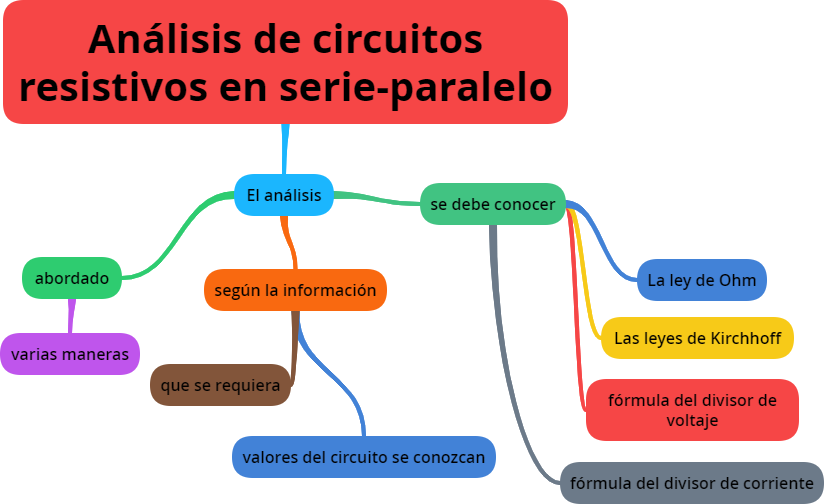 Análisis de circuitos
resistivos en serie-paralelo
El análisis
se debe conocer
abordado
según la información
La ley de Ohm
Las leyes de Kirchhoff
varias maneras
que se requiera
fórmula del divisor de
voltaje
valores del circuito se conozcan
fórmula del divisor de corriente